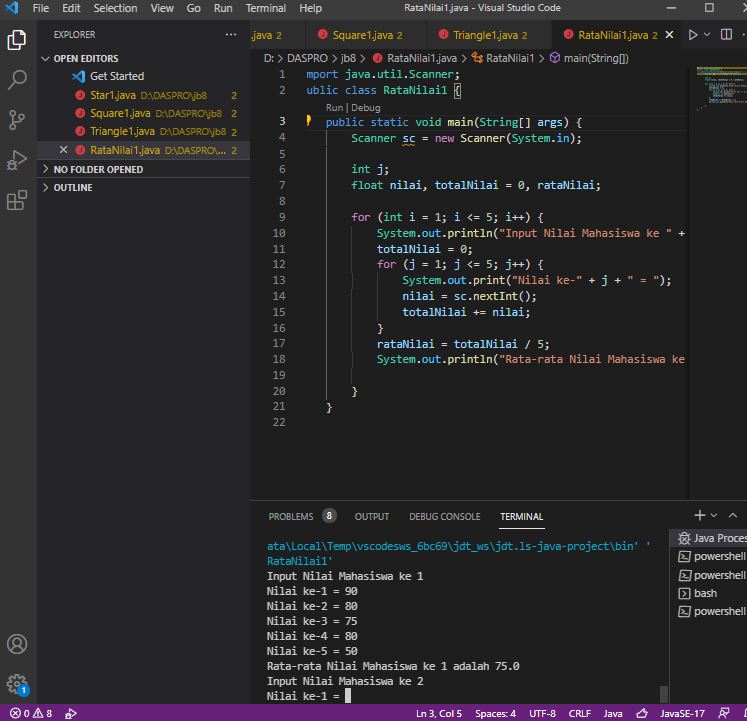 File Edit Selection View Go Run Terminal Help RataNilai1.java - Visual Studio Code
EXPLORER
OPEN EDITORS
Get Started
Star1.java D:\DASPRO\jb8 2
Square1.java D:\DASPRO\jb8 2
Triangle1.java D:\DASPRO\jb8 2
RataNilai1.java D:\DASPRO\... 2
NO FOLDER OPENED
OUTLINE
.java 2 Square1.java 2 Triangle1.java 2 RataNilai1.java 2
D: > DASPRO > jb8 > RataNilai1.java > RataNilai1 > main(String[])
1 mport java.util.Scanner;
2 ublic class RataNilai1 {
Run | Debug
3 public static void main(String[] args) {
4 Scanner sc = new Scanner(System.in);
5
6 int j;
7 float nilai, totalNilai = 0, rataNilai;
8
9 for (int i = 1; i <= 5; i++) {
10 System.out.println("Input Nilai Mahasiswa ke " +
11 totalNilai = 0;
12 for (j = 1; j <= 5; j++) {
13 System.out.print("Nilai ke-" + j + " = ");
14 nilai = sc.nextInt();
15 totalNilai += nilai;
16 }
17 rataNilai = totalNilai / 5;
18 System.out.println("Rata-rata Nilai Mahasiswa ke
19
20 }
21 }
22
PROBLEMS 8 OUTPUT DEBUG CONSOLE TERMINAL
ata\Local\Temp\vscodesws_6bc69\jdt_ws\jdt.ls-java-project\bin' '
RataNilai1'
Input Nilai Mahasiswa ke 1
Nilai ke-1 = 90
Nilai ke-2 = 80
Nilai ke-3 = 75
Nilai ke-4 = 80
Nilai ke-5 = 50
Rata-rata Nilai Mahasiswa ke 1 adalah 75.0
Input Nilai Mahasiswa ke 2
Nilai ke-1 =
Java Proces
powershell
powershell
bash
powershell
1
0 8 Ln 3, Col 5 Spaces: 4 UTF-8 CRLF Java JavaSE-17